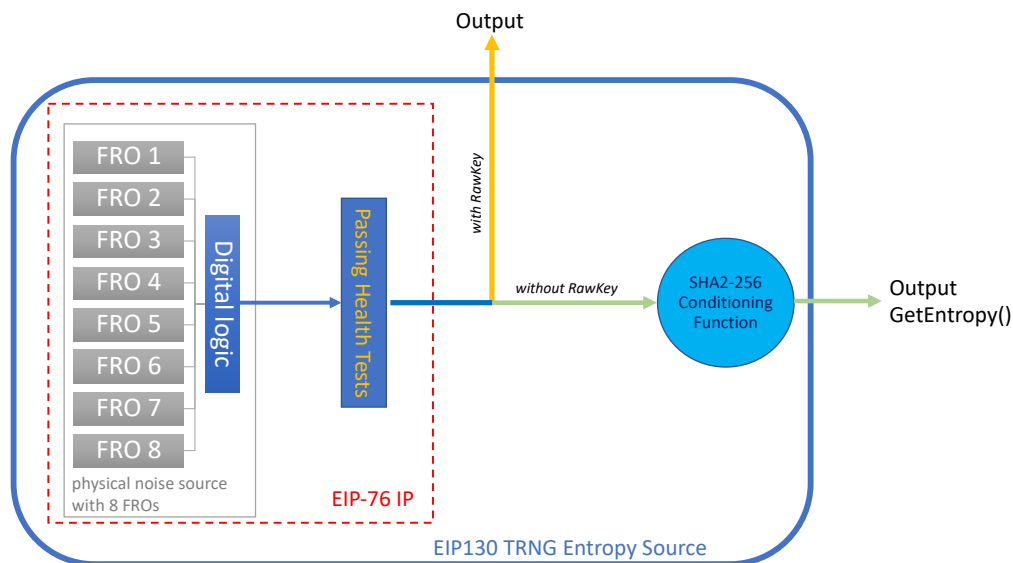 Output
FRO 1
FRO 2
FRO 3
FRO 4
FRO 5
FRO 6
FRO 7
FRO 8
Digital logic
physical noise source
with 8 FROs
Passing Health Tests
EIP-76 IP
with RawKey
without RawKey
SHA2-256
Conditioning
Function
Output
GetEntropy()
EIP130 TRNG Entropy Source